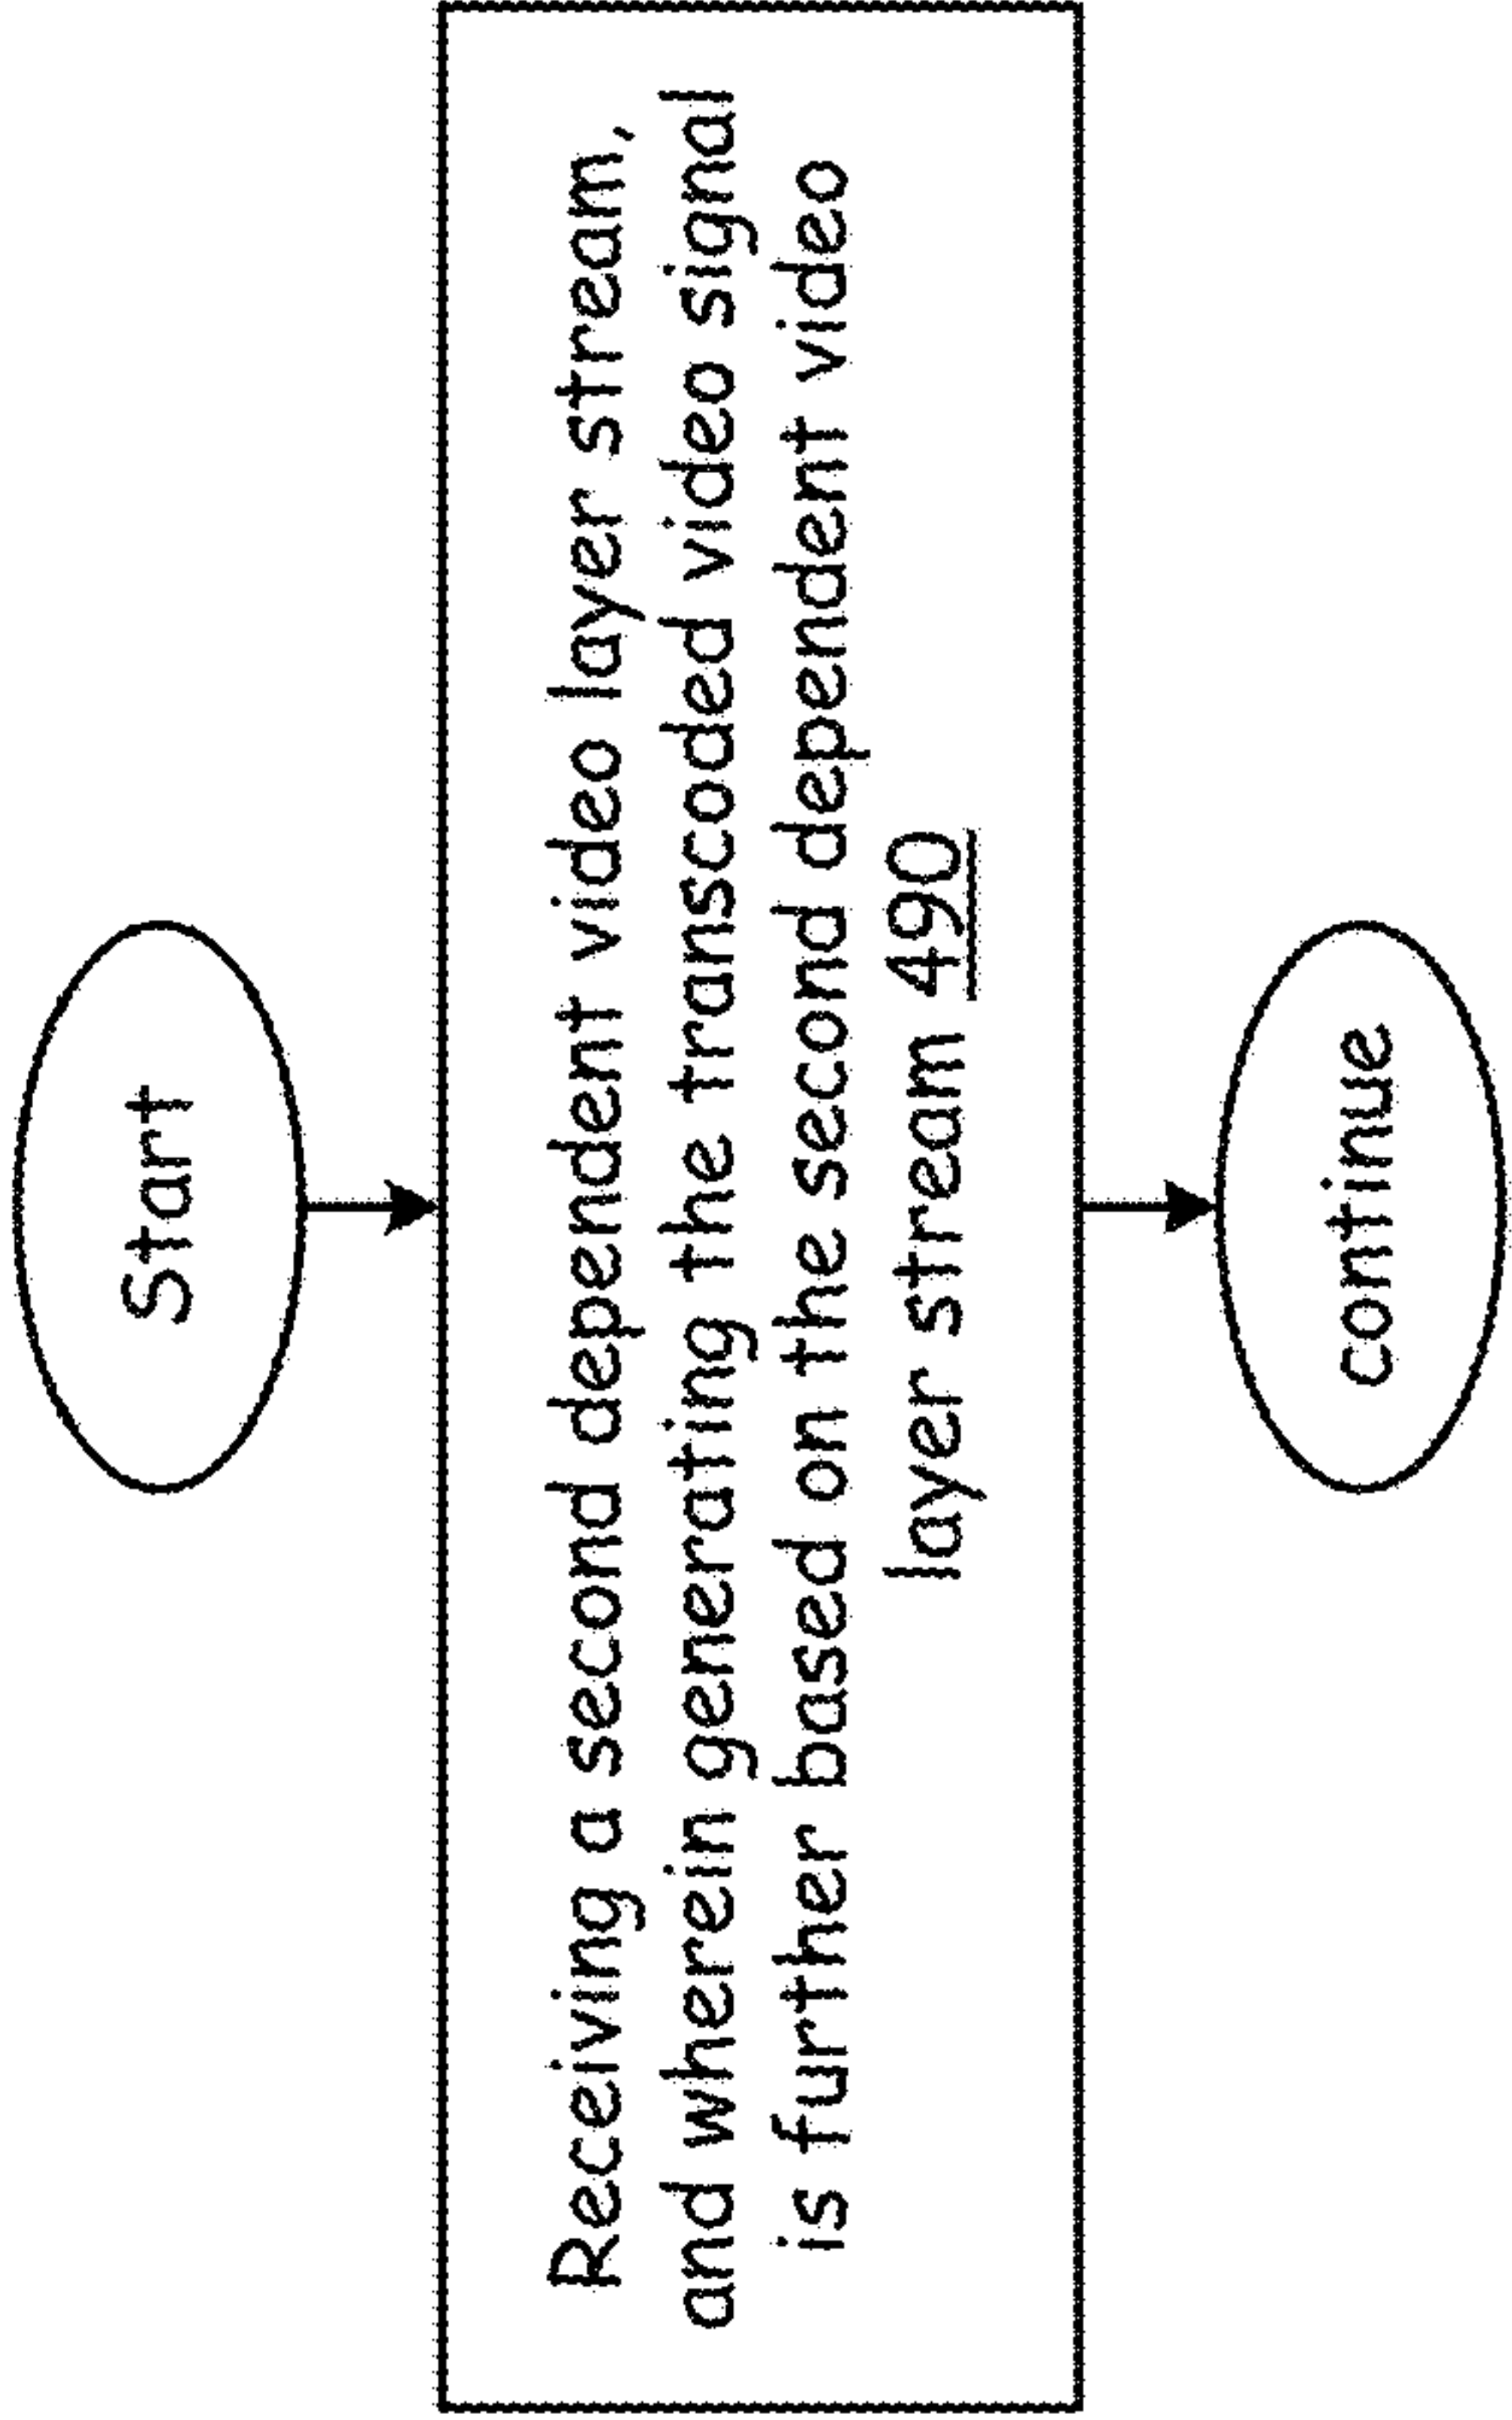 Start
Receiving a second dependent video layer stream,
and wherein generating the transcoded video signal
is further based on the second dependent video
layer stream 490
continue